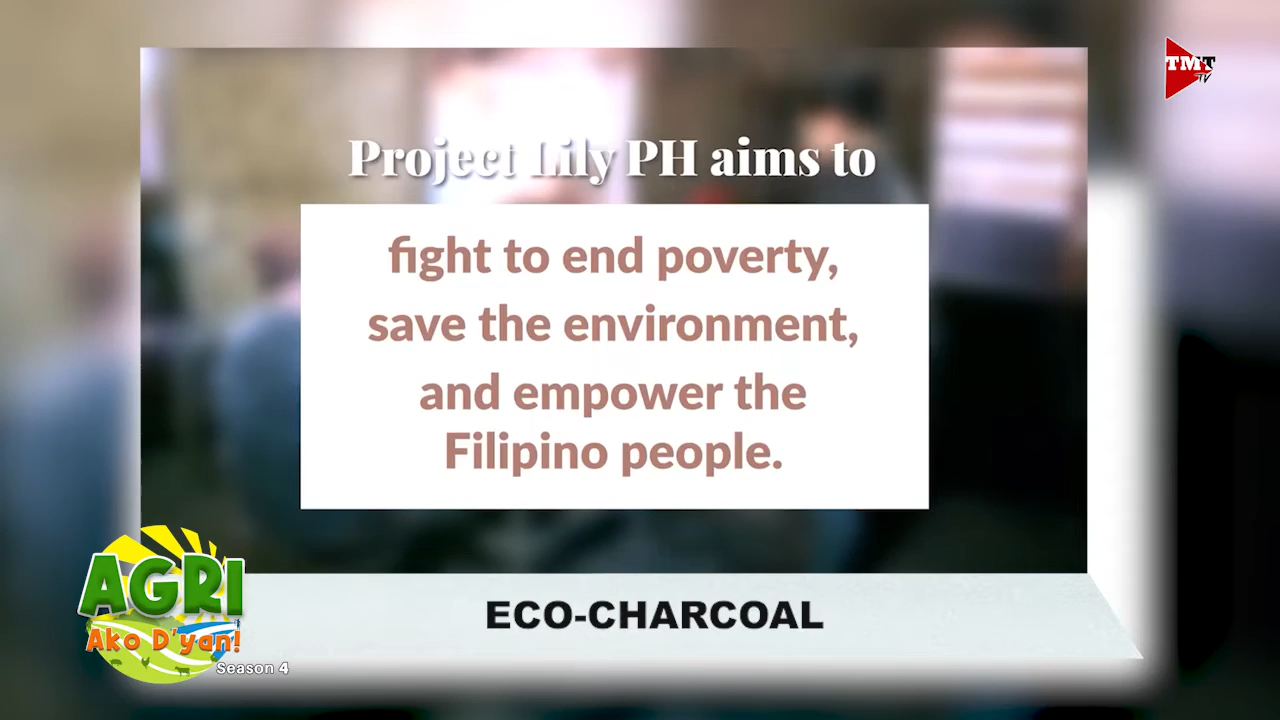 TMT
TV
Project Lily PH aims to
fight to end poverty,
save the environment,
and empower the
Filipino people.
AGRI
Ako D'yan!
Season 4
ECO-CHARCOAL